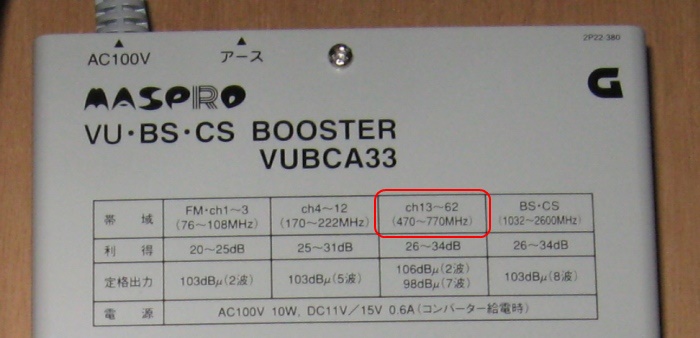 2P22-380
AC100V アース
MASPRO
G
VU・BS・CS BOOSTER
VUBCA33
帯域 FM・ch1〜3 (76〜108MHz) ch4〜12 (170〜222MHz) ch13〜62 (470〜770MHz) BS・CS (1032〜2600MHz)
利得 20〜25dB 25〜31dB 26〜34dB 26〜34dB
定格出力 103dBμ(2波) 103dBμ(5波) 106dBμ(2波) 98dBμ(7波) 103dBμ(8波)
電源 AC100V 10W, DC11V／15V 0.6A(コンバーター給電時)